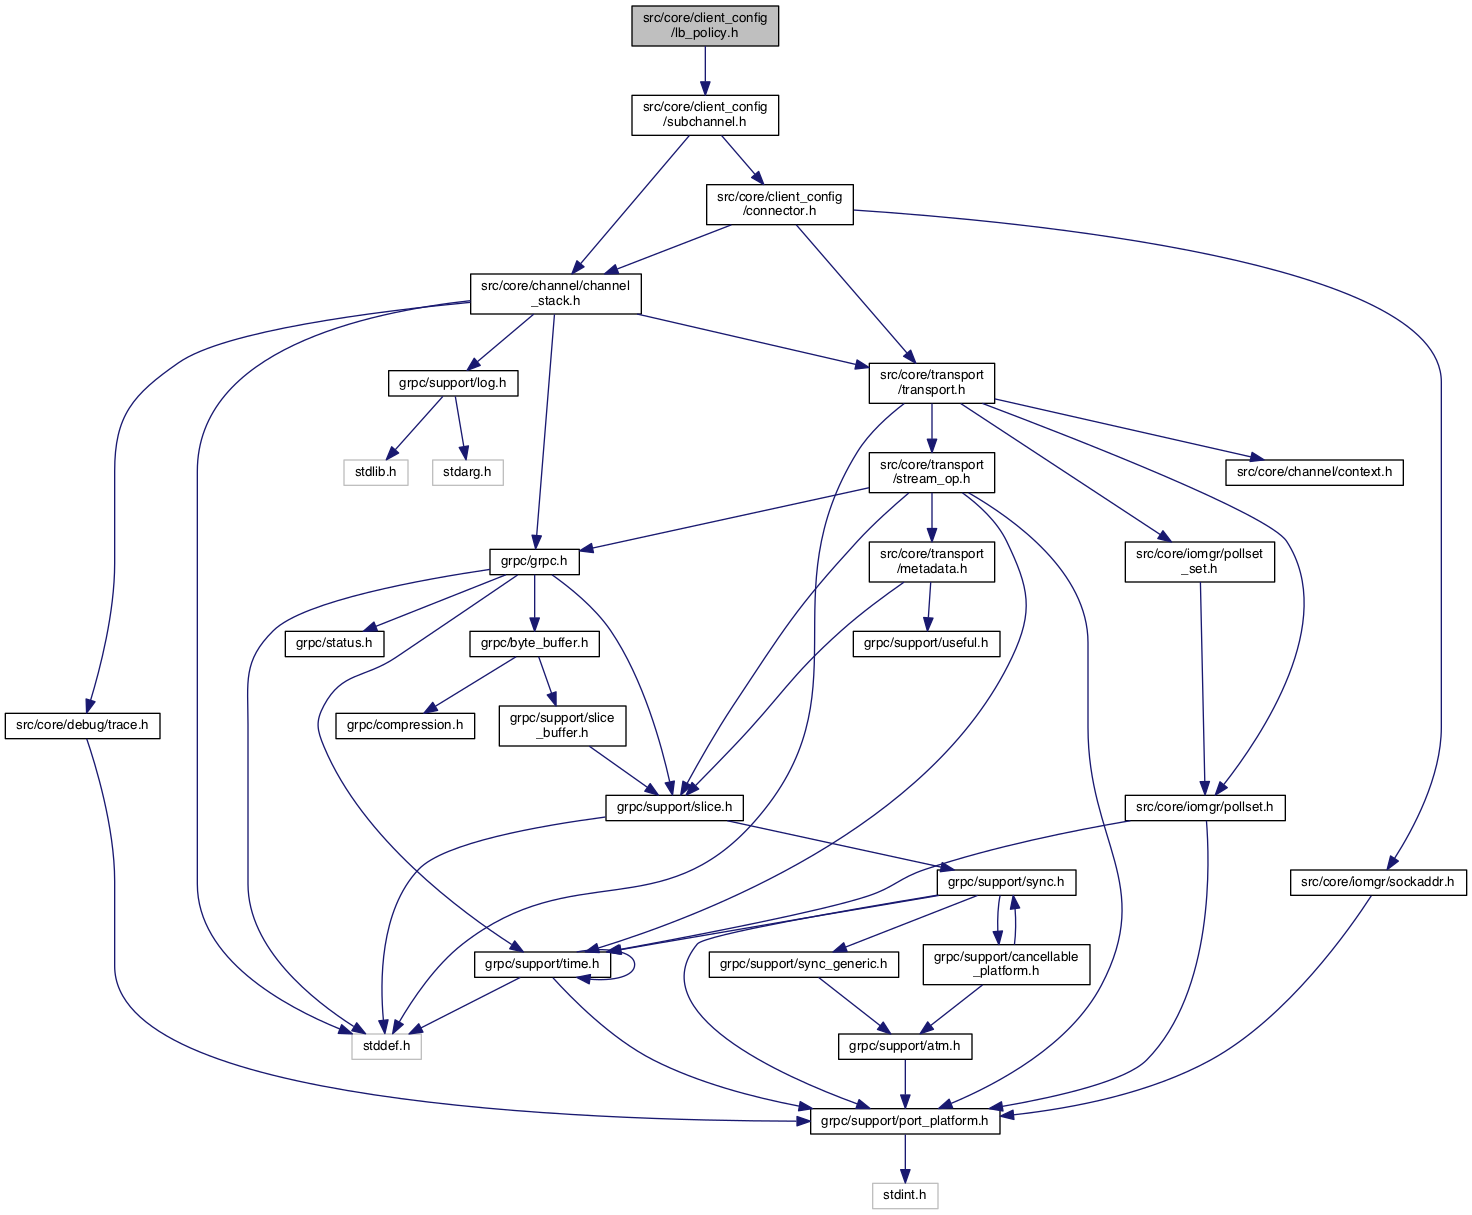 src/core/client_config
/lb_policy.h
src/core/client_config
/subchannel.h
src/core/client_config
/connector.h
src/core/channel/channel
_stack.h
grpc/support/log.h
src/core/transport
/transport.h
stdlib.h
stdarg.h
src/core/transport
/stream_op.h
src/core/channel/context.h
grpc/grpc.h
src/core/transport
/metadata.h
src/core/iomgr/pollset
_set.h
grpc/status.h
grpc/byte_buffer.h
grpc/support/useful.h
src/core/debug/trace.h
grpc/compression.h
grpc/support/slice
_buffer.h
grpc/support/slice.h
src/core/iomgr/pollset.h
grpc/support/sync.h
src/core/iomgr/sockaddr.h
grpc/support/time.h
grpc/support/sync_generic.h
grpc/support/cancellable
_platform.h
stddef.h
grpc/support/atm.h
grpc/support/port_platform.h
stdint.h